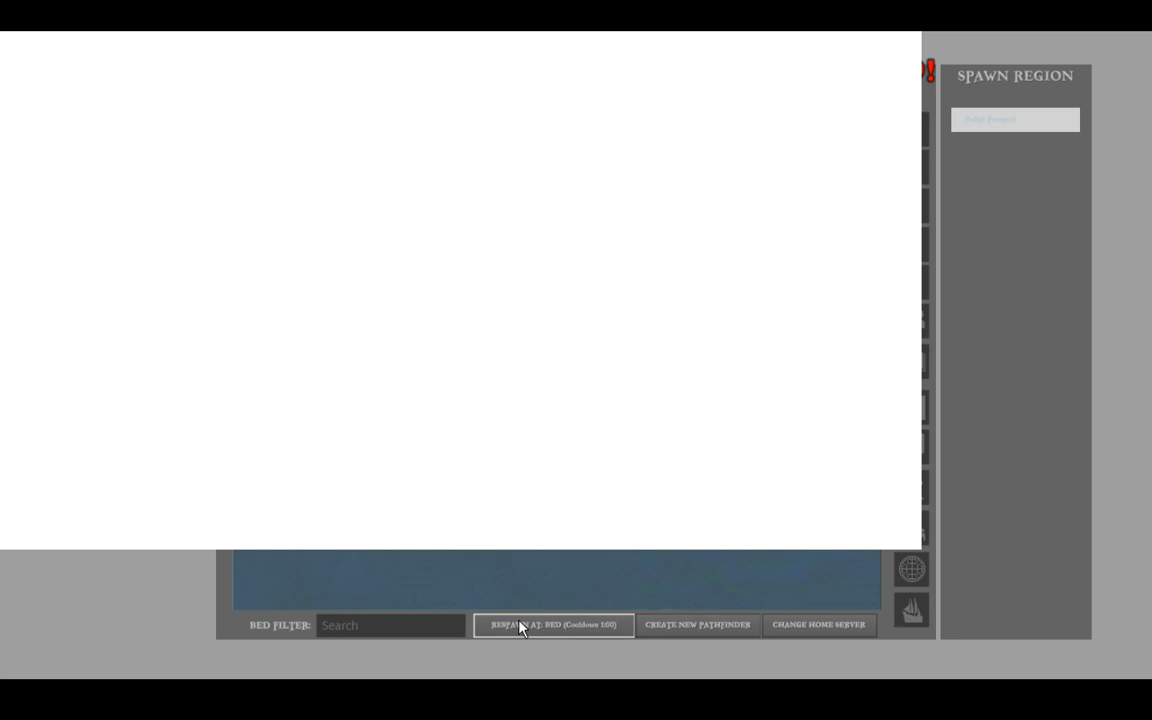 !
SPAWN REGION
BED FILTER: Search RESPAWN AT: BED (Cooldown 1:00) CREATE NEW PATHFINDER CHANGE HOME SERVER